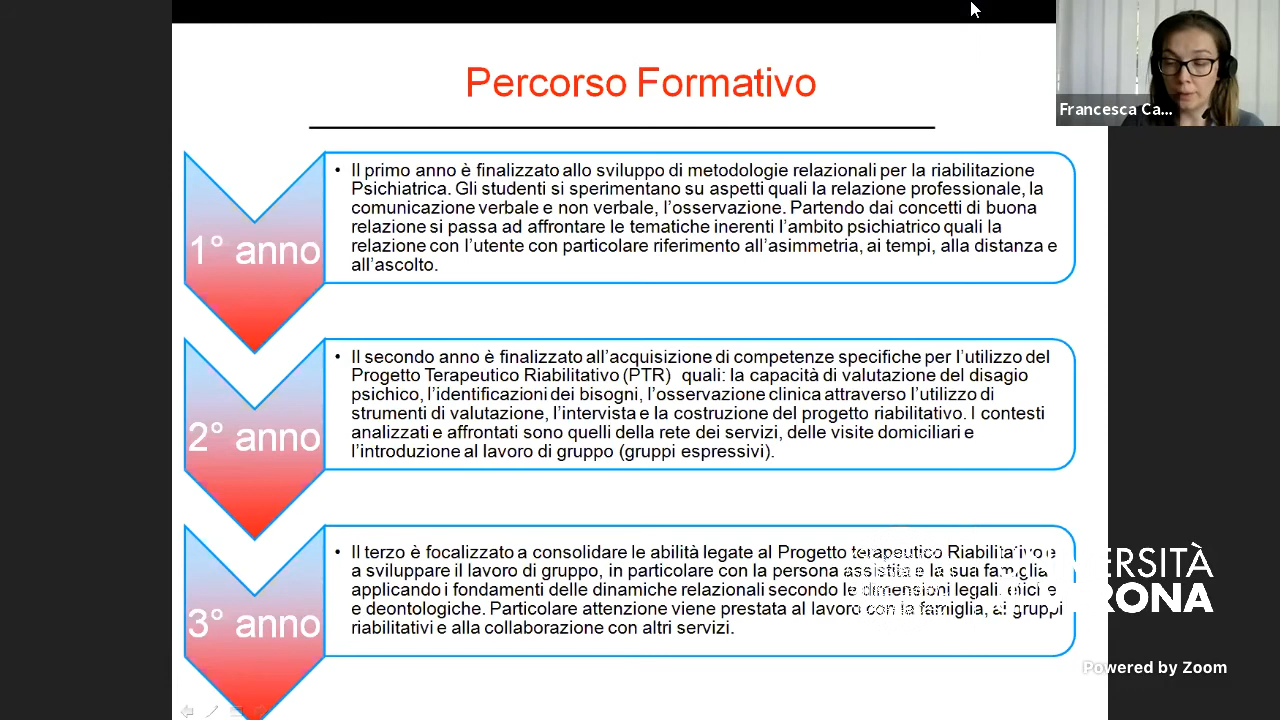 Percorso Formativo
Francesca Ca...
1° anno
• Il primo anno è finalizzato allo sviluppo di metodologie relazionali per la riabilitazione
Psichiatrica. Gli studenti si sperimentano su aspetti quali la relazione professionale, la
comunicazione verbale e non verbale, l'osservazione. Partendo dai concetti di buona
relazione si passa ad affrontare le tematiche inerenti l'ambito psichiatrico quali la
relazione con l'utente con particolare riferimento all'asimmetria, ai tempi, alla distanza e
all'ascolto.
2° anno
• Il secondo anno è finalizzato all'acquisizione di competenze specifiche per l'utilizzo del
Progetto Terapeutico Riabilitativo (PTR) quali: la capacità di valutazione del disagio
psichico, l'identificazioni dei bisogni, l'osservazione clinica attraverso l'utilizzo di
strumenti di valutazione, l'intervista e la costruzione del progetto riabilitativo. I contesti
analizzati e affrontati sono quelli della rete dei servizi, delle visite domiciliari e
l'introduzione al lavoro di gruppo (gruppi espressivi).
3° anno
• Il terzo è focalizzato a consolidare le abilità legate al Progetto terapeutico Riabilitativo e
a sviluppare il lavoro di gruppo, in particolare con la persona assistita e la sua famiglia
applicando i fondamenti delle dinamiche relazionali secondo le dimensioni legali, etiche
e deontologiche. Particolare attenzione viene prestata al lavoro con la famiglia, ai gruppi
riabilitativi e alla collaborazione con altri servizi.
UNIVERSITÀ
VERONA
Powered by Zoom